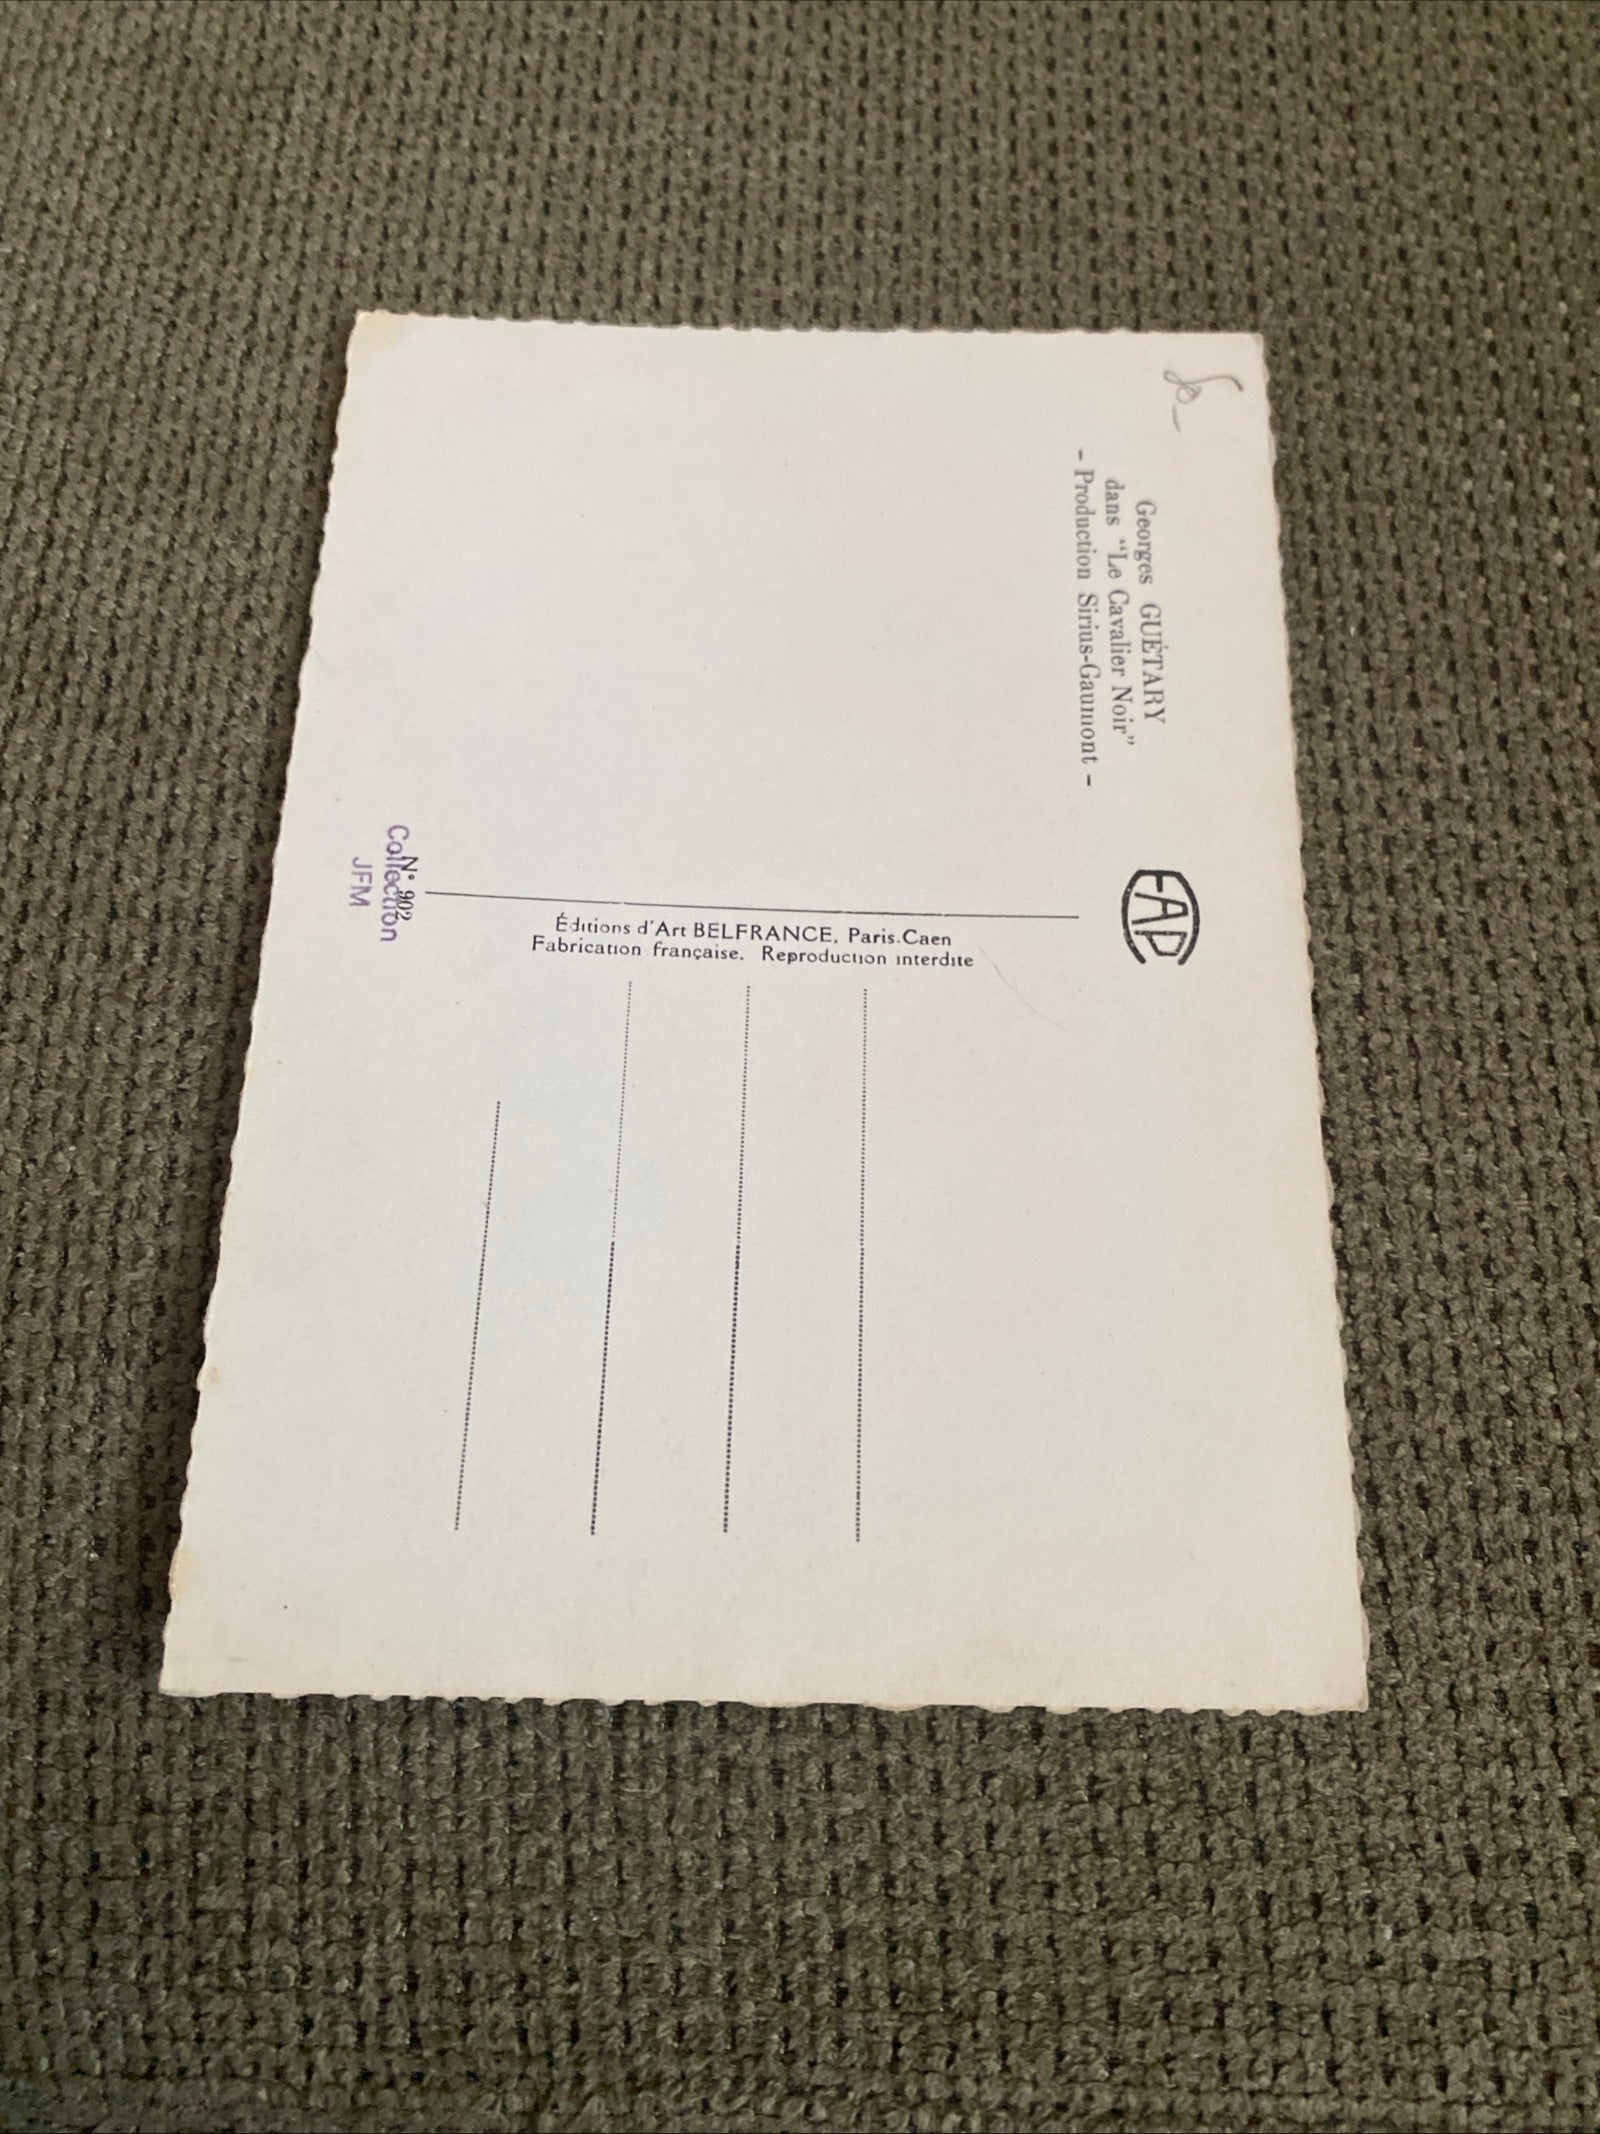 Georges GUÉTARY
dans “Le Cavalier Noir”
- Production Sirius-Gaumont -
EAP
Éditions d'Art BELFRANCE. Paris.Caen
Fabrication française. Reproduction interdite
N° 902
Collection
JFM